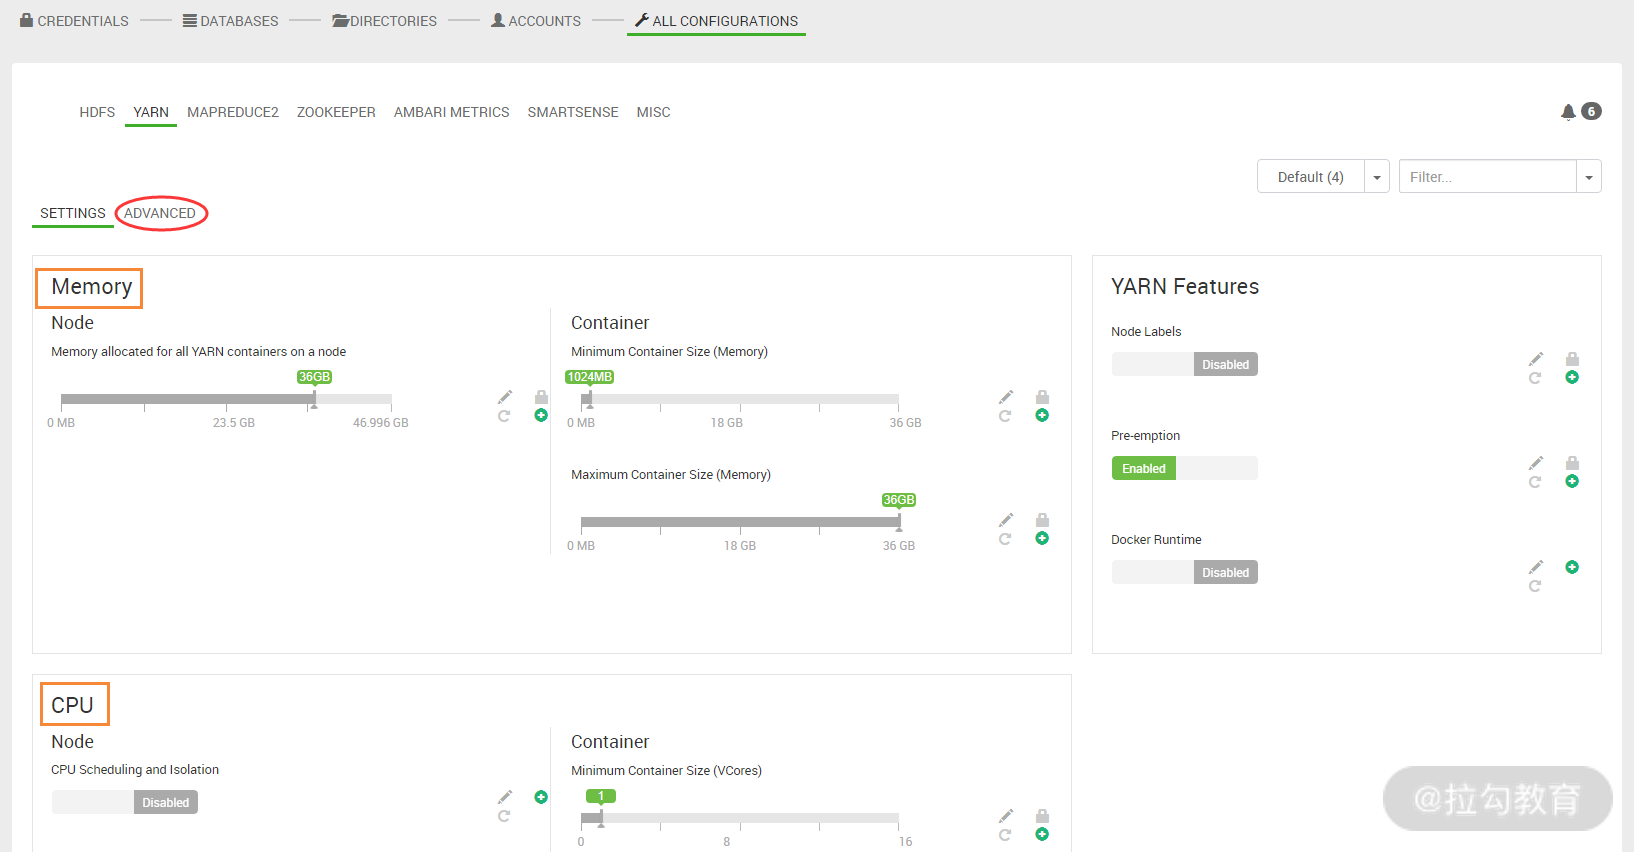 CREDENTIALS DATABASES DIRECTORIES ACCOUNTS ALL CONFIGURATIONS
HDFS YARN MAPREDUCE2 ZOOKEEPER AMBARI METRICS SMARTSENSE MISC 6
Default (4) Filter...
SETTINGS ADVANCED
Memory
Node
Memory allocated for all YARN containers on a node
36GB
0 MB 23.5 GB 46.996 GB
Container
Minimum Container Size (Memory)
1024MB
0 MB 18 GB 36 GB
Maximum Container Size (Memory)
36GB
0 MB 18 GB 36 GB
YARN Features
Node Labels
Disabled
Pre-emption
Enabled
Docker Runtime
Disabled
CPU
Node
CPU Scheduling and Isolation
Disabled
Container
Minimum Container Size (VCores)
1
0 8 16
@拉勾教育